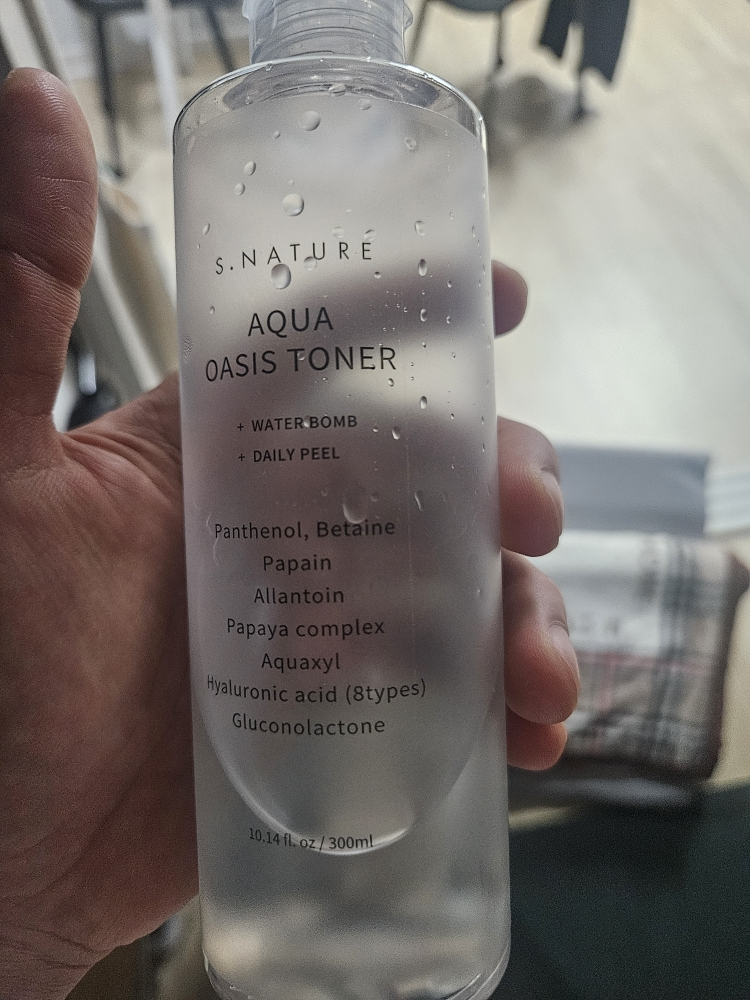 S.NATURE
AQUA
OASIS TONER
+ WATER BOMB
+ DAILY PEEL
Panthenol, Betaine
Papain
Allantoin
Papaya complex
Aquaxyl
Hyaluronic acid (8types)
Gluconolactone
10.14 fl. oz / 300ml